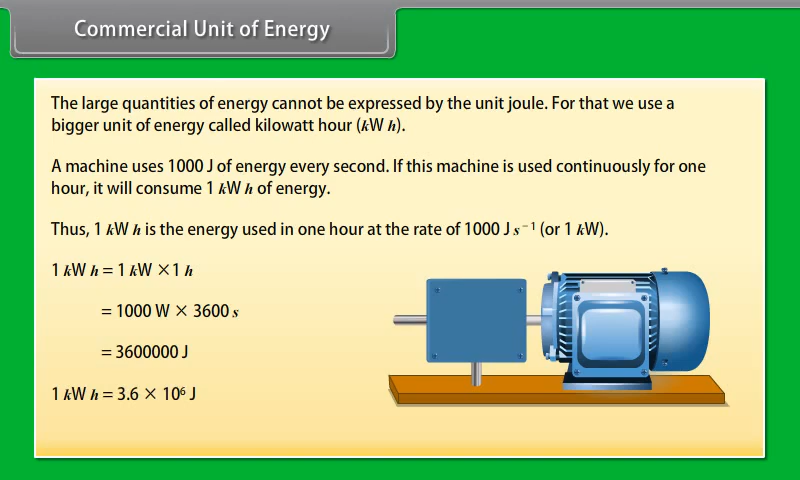 Commercial Unit of Energy
The large quantities of energy cannot be expressed by the unit joule. For that we use a
bigger unit of energy called kilowatt hour (kW h).
A machine uses 1000 J of energy every second. If this machine is used continuously for one
hour, it will consume 1 kW h of energy.
Thus, 1 kW h is the energy used in one hour at the rate of 1000 J s⁻¹ (or 1 kW).
1 kW h = 1 kW ×1 h
= 1000 W × 3600 s
= 3600000 J
1 kW h = 3.6 × 10⁶ J